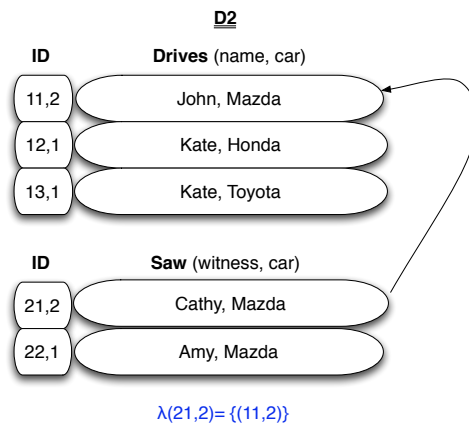 D2
ID Drives (name, car)
11,2 John, Mazda
12,1 Kate, Honda
13,1 Kate, Toyota
ID Saw (witness, car)
21,2 Cathy, Mazda
22,1 Amy, Mazda
λ(21,2)= {(11,2)}